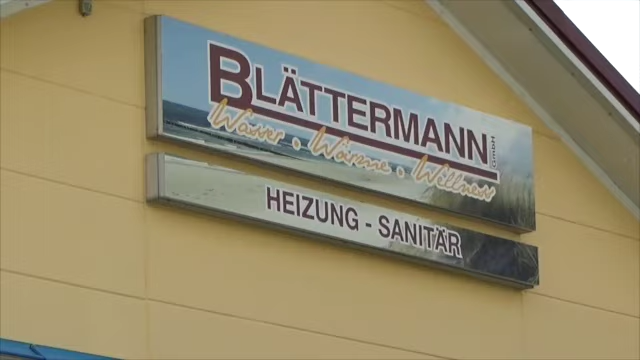 BLÄTTERMANN GmbH
Wasser • Wärme • Wellness
HEIZUNG - SANITÄR